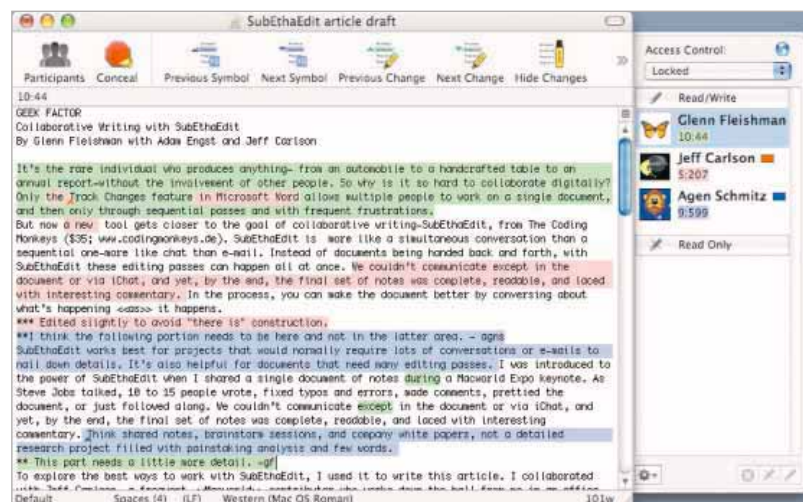 SubEthaEdit article draft
Participants Conceal Previous Symbol Next Symbol Previous Change Next Change Hide Changes
10:44
GEEK FACTOR
Collaborative Writing with SubEthaEdit
By Glenn Fleishman with Adam Engst and Jeff Carlson
It's the rare individual who produces anything– from an automobile to a handcrafted table to an
annual report–without the involvement of other people. So why is it so hard to collaborate digitally?
Only the Track Changes feature in Microsoft Word allows multiple people to work on a single document,
and then only through sequential passes and with frequent frustrations.
But now a new tool gets closer to the goal of collaborative writing–SubEthaEdit, from The Coding
Monkeys ($35; www.codingmonkeys.de). SubEthaEdit is more like a simultaneous conversation than a
sequential one–more like chat than e-mail. Instead of documents being handed back and forth, with
SubEthaEdit these editing passes can happen all at once. We couldn't communicate except in the
document or via iChat, and yet, by the end, the final set of notes was complete, readable, and laced
with interesting commentary. In the process, you can make the document better by conversing about
what's happening <<as>> it happens.
*** Edited slightly to avoid "there is" construction.
**I think the following portion needs to be here and not in the latter area. – agns
SubEthaEdit works best for projects that would normally require lots of conversations or e-mails to
nail down details. It's also helpful for documents that need many editing passes. I was introduced to
the power of SubEthaEdit when I shared a single document of notes during a Macworld Expo keynote. As
Steve Jobs talked, 10 to 15 people wrote, fixed typos and errors, made comments, prettied the
document, or just followed along. We couldn't communicate except in the document or via iChat, and
yet, by the end, the final set of notes was complete, readable, and laced with interesting
commentary. Think shared notes, brainstorm sessions, and company white papers, not a detailed
research project filled with painstaking analysis and few words.
** This part needs a little more detail. –gf
To explore the best ways to work with SubEthaEdit, I used it to write this article. I collaborated
Default Spaces (4) (LF) Western (Mac OS Roman) 101w
Access Control:
Locked
Read/Write
Glenn Fleishman
10:44
Jeff Carlson
5:207
Agen Schmitz
9:599
Read Only